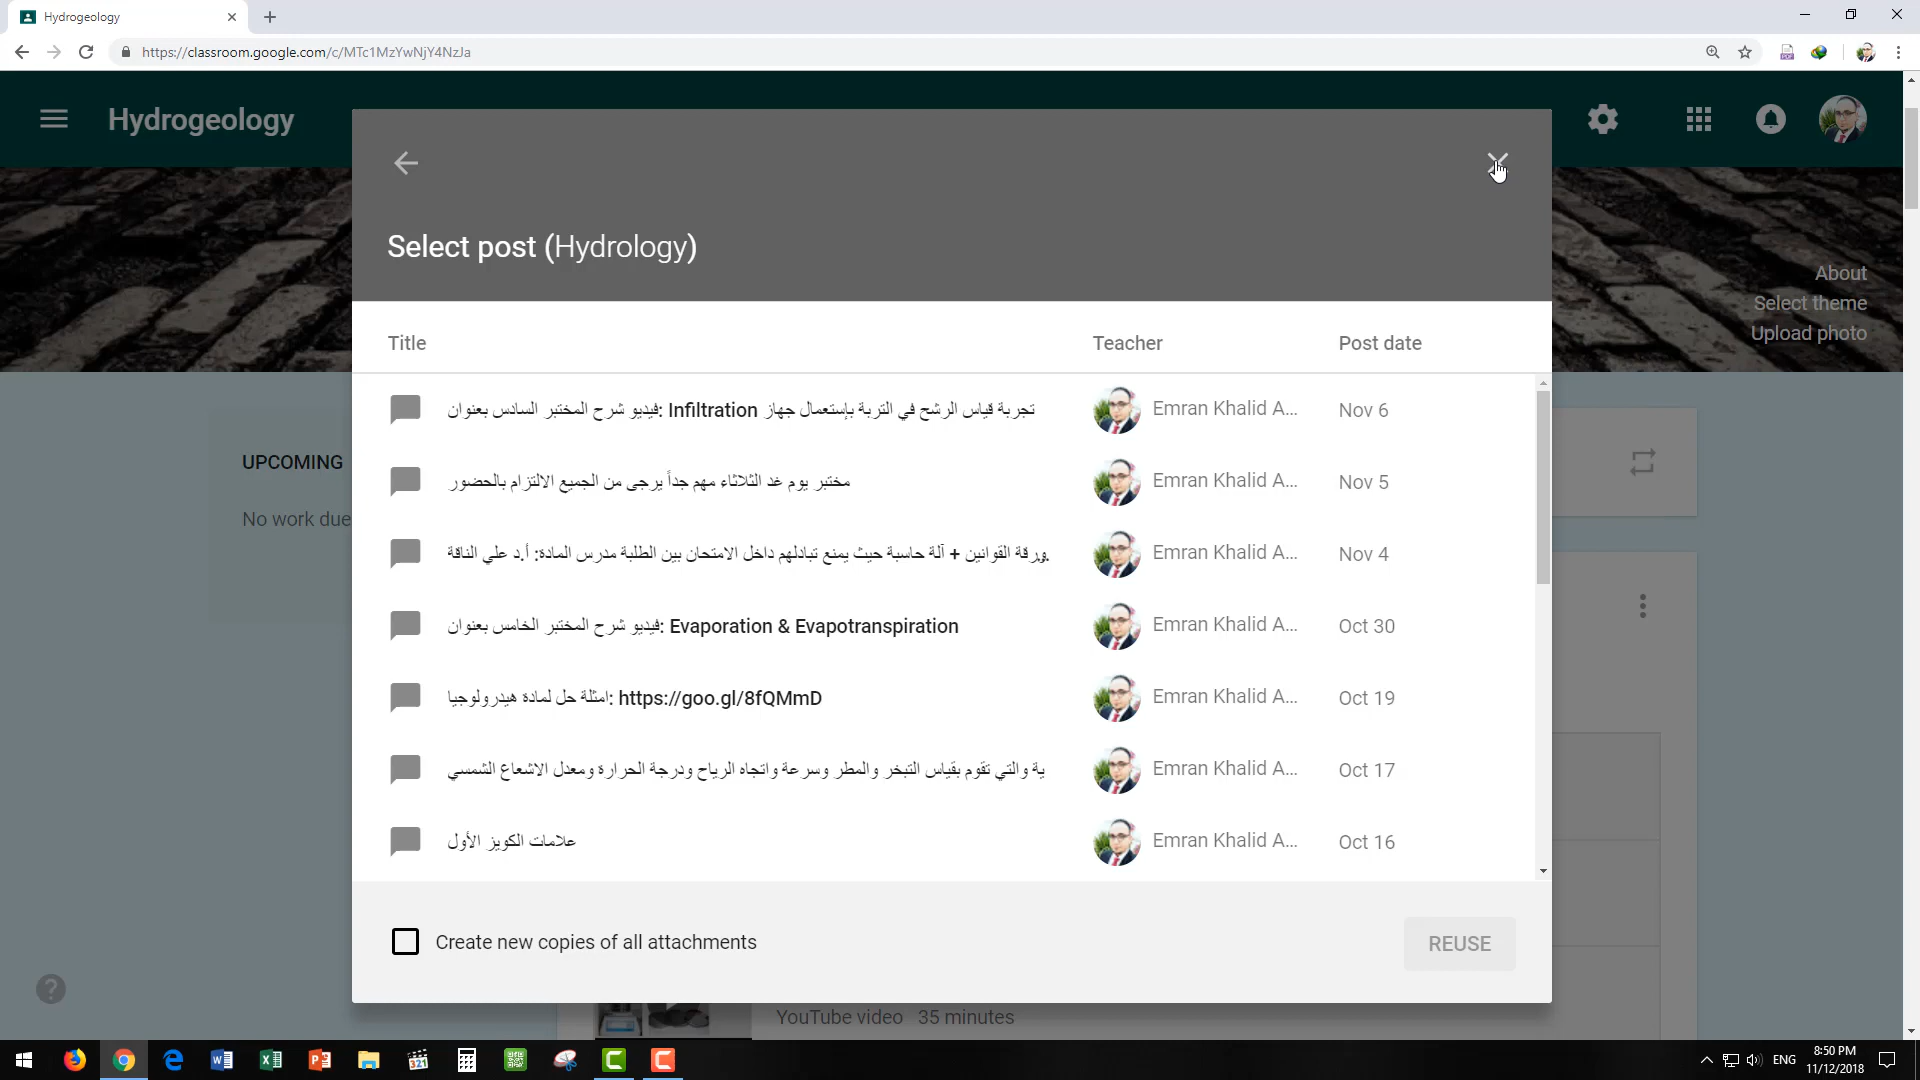 Hydrogeology
https://classroom.google.com/c/MTc1MzYwNjY4NzJa
Hydrogeology
About
Select theme
Upload photo
Select post (Hydrology)
Title Teacher Post date
فيديو شرح المختبر السادس بعنوان: Infiltration تجربة قياس الرشح في التربة بإستعمال جهاز Emran Khalid A... Nov 6
مختبر يوم غد الثلاثاء مهم جداً يرجى من الجميع الالتزام بالحضور Emran Khalid A... Nov 5
ورقة القوانين + آلة حاسبة حيث يمنع تبادلهم داخل الامتحان بين الطلبة مدرس المادة: أ.د علي الناقة. Emran Khalid A... Nov 4
فيديو شرح المختبر الخامس بعنوان: Evaporation & Evapotranspiration Emran Khalid A... Oct 30
امثلة حل لمادة هيدرولوجيا: https://goo.gl/8fQMmD Emran Khalid A... Oct 19
ية والتي تقوم بقياس التبخر والمطر وسرعة واتجاه الرياح ودرجة الحرارة ومعدل الاشعاع الشمسي Emran Khalid A... Oct 17
علامات الكويز الأول Emran Khalid A... Oct 16
UPCOMING
No work due
Create new copies of all attachments
REUSE
YouTube video 35 minutes
ENG
8:50 PM
11/12/2018